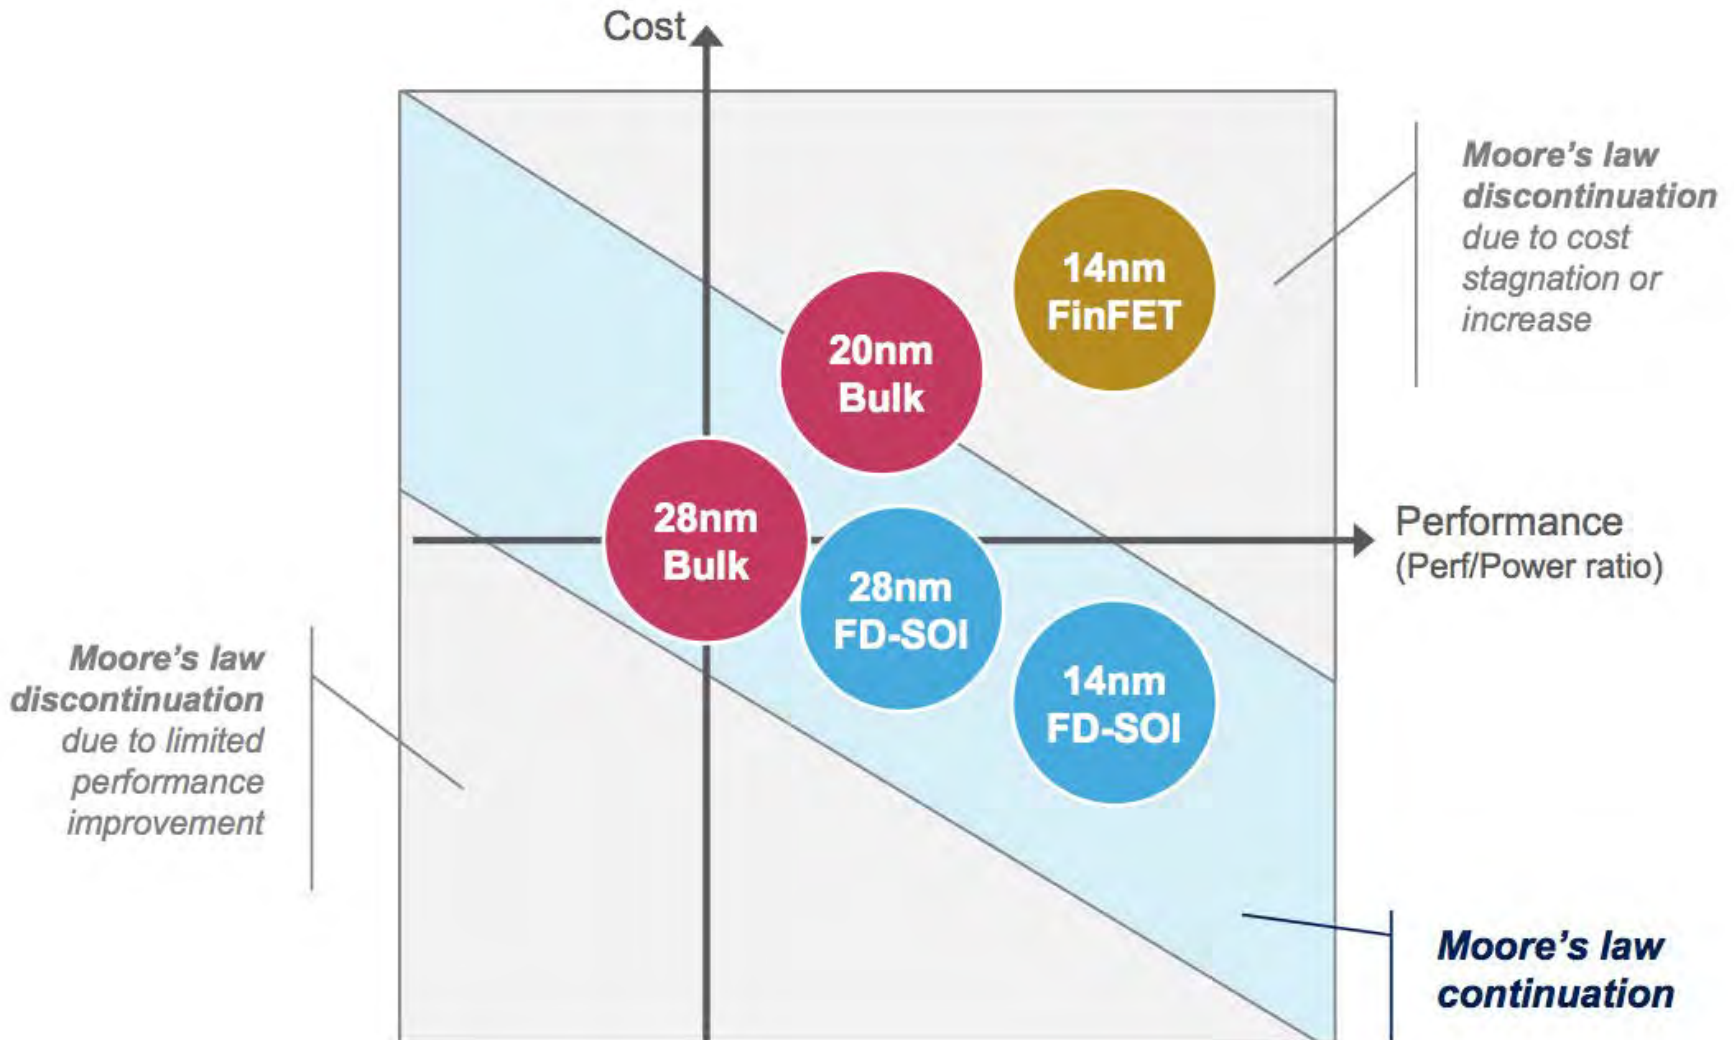 Cost
Moore's law
discontinuation
due to cost
stagnation or
increase
14nm
FinFET
20nm
Bulk
28nm
Bulk
Performance
(Perf/Power ratio)
28nm
FD-SOI
14nm
FD-SOI
Moore's law
discontinuation
due to limited
performance
improvement
Moore's law
continuation